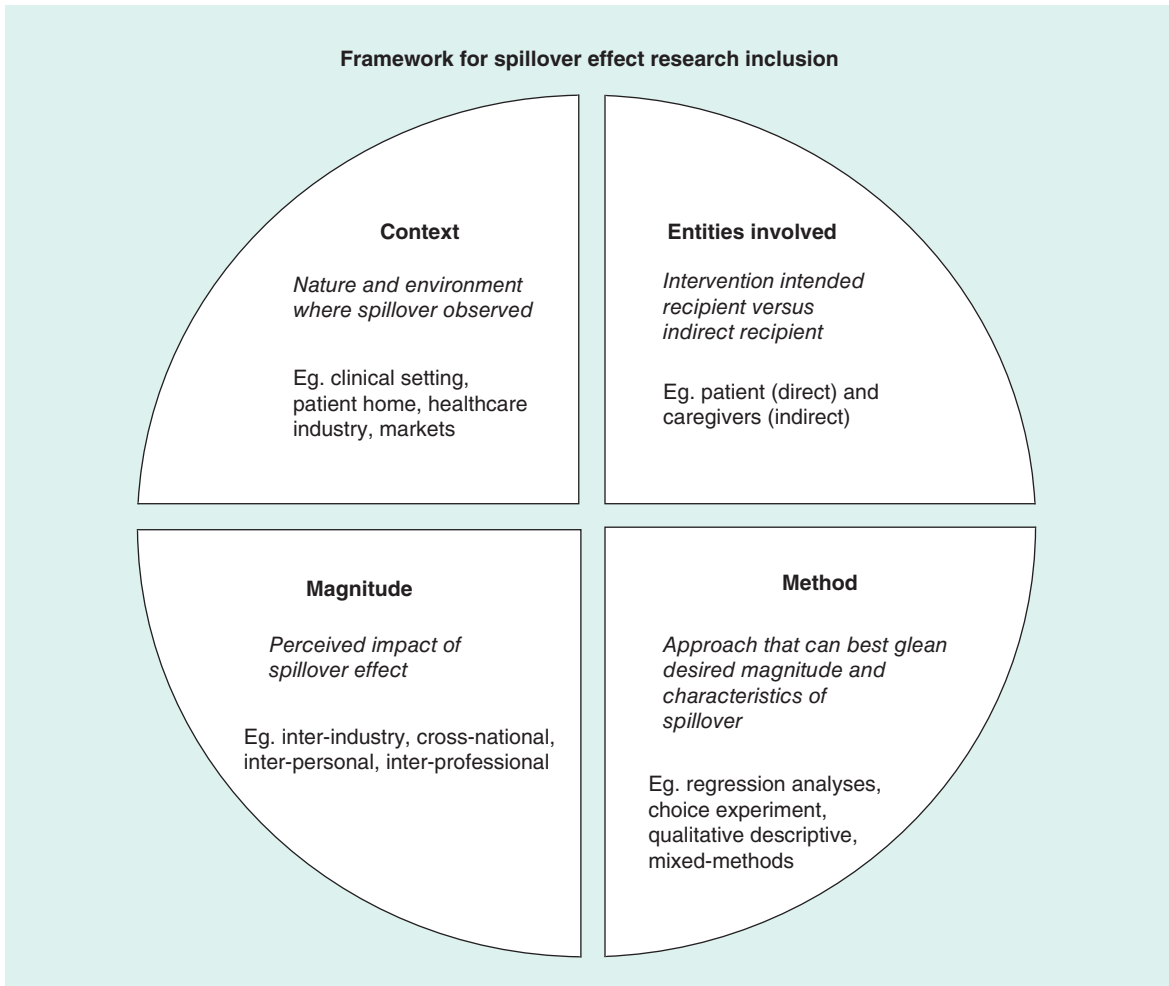 Framework for spillover effect research inclusion
Context
Nature and environment
where spillover observed
Eg. clinical setting,
patient home, healthcare
industry, markets
Entities involved
Intervention intended
recipient versus
indirect recipient
Eg. patient (direct) and
caregivers (indirect)
Magnitude
Perceived impact of
spillover effect
Eg. inter-industry, cross-national,
inter-personal, inter-professional
Method
Approach that can best glean
desired magnitude and
characteristics of
spillover
Eg. regression analyses,
choice experiment,
qualitative descriptive,
mixed-methods